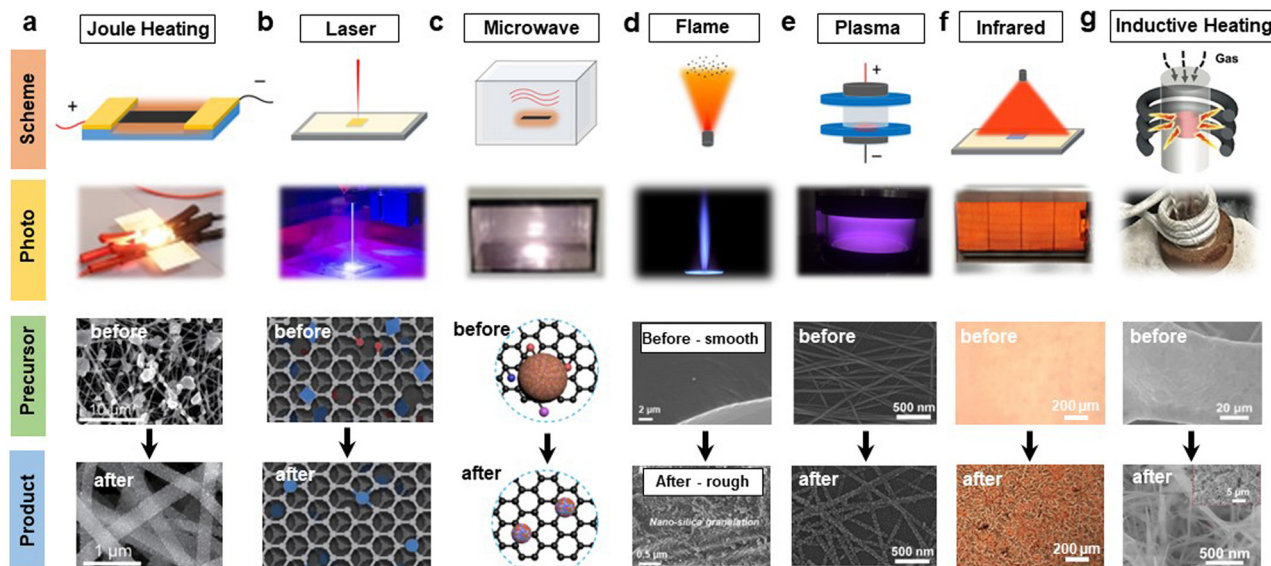 a Joule Heating b Laser c Microwave d Flame e Plasma f Infrared g Inductive Heating
Scheme
+
−
+
−
Gas
Photo
Precursor
before
10 µm
before
before
Before - smooth
2 µm
before
500 nm
before
200 µm
before
20 µm
Product
after
1 µm
after
after
After - rough
Nano-silica granulation
0.5 µm
after
500 nm
after
200 µm
after
5 µm
500 nm